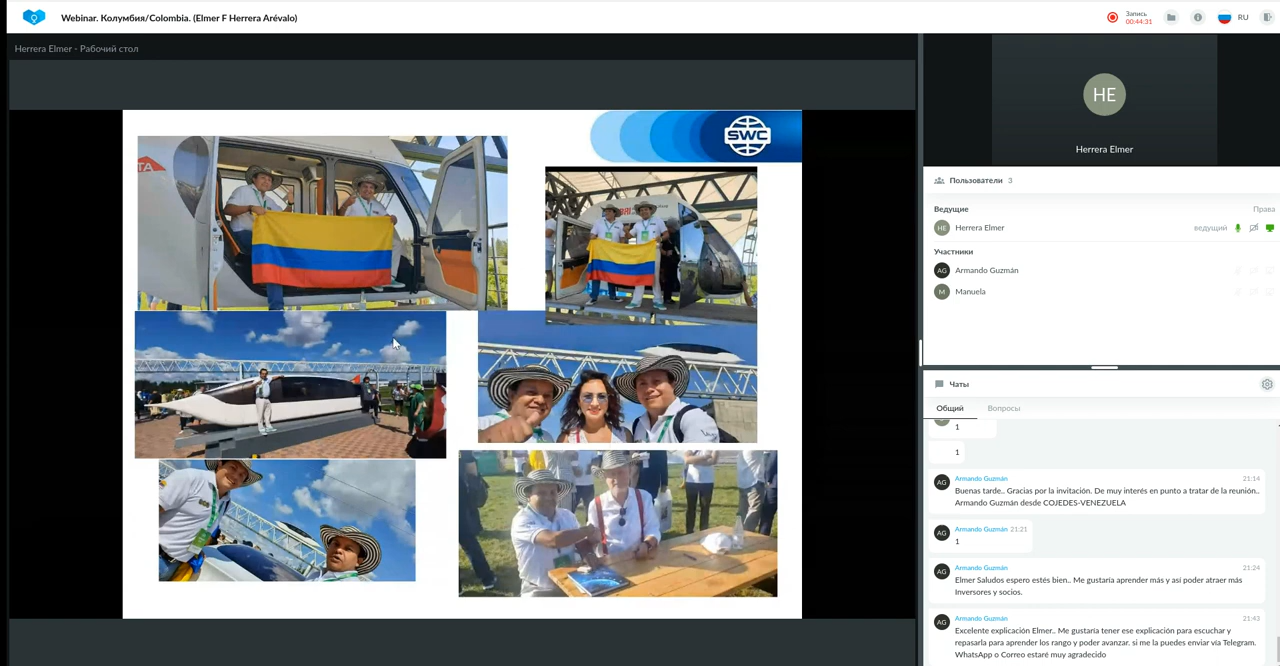 Webinar. Колумбия/Colombia. (Elmer F Herrera Arévalo)
Запись
00:44:31
RU
Herrera Elmer - Рабочий стол
SWC
HE
Herrera Elmer
Пользователи 3
Ведущие Права
HE Herrera Elmer ведущий
Участники
AG Armando Guzmán
M Manuela
Чаты
Общий Вопросы
1
1
AG Armando Guzmán 21:14
Buenas tarde.. Gracias por la invitación. De muy interés en punto a tratar de la reunión..
Armando Guzmán desde COJEDES-VENEZUELA
AG Armando Guzmán 21:21
1
AG Armando Guzmán 21:24
Elmer Saludos espero estés bien.. Me gustaría aprender más y así poder atraer más
Inversores y socios.
AG Armando Guzmán 21:43
Excelente explicación Elmer.. Me gustaría tener ese explicación para escuchar y
repasarla para aprender los rango y poder avanzar. si me la puedes enviar vía Telegram.
WhatsApp o Correo estaré muy agradecido